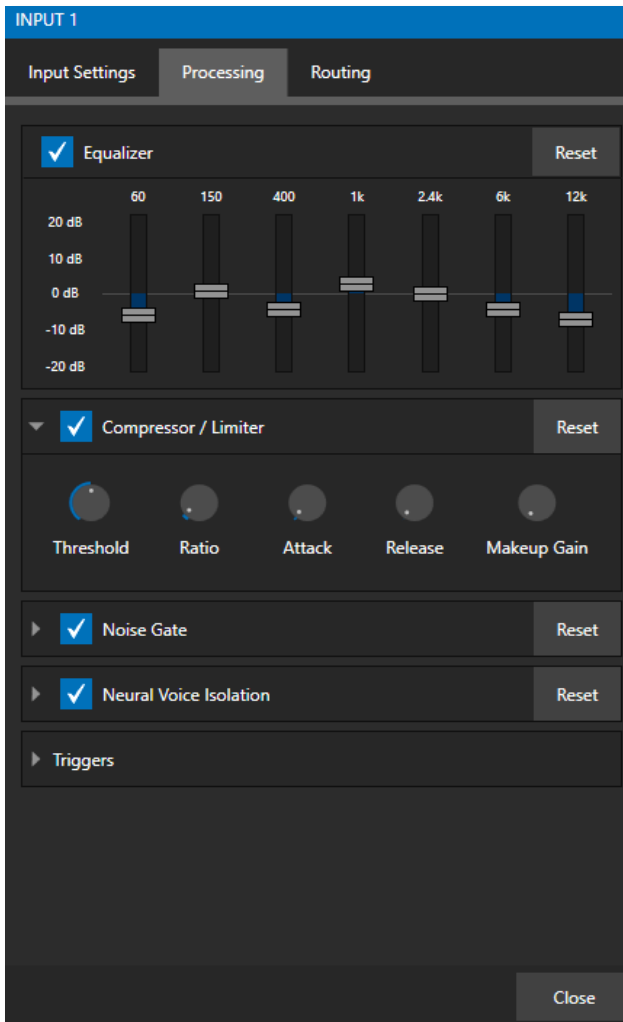 INPUT 1
Input Settings Processing Routing
Equalizer Reset
60 150 400 1k 2.4k 6k 12k
20 dB
10 dB
0 dB
-10 dB
-20 dB
Compressor / Limiter Reset
Threshold Ratio Attack Release Makeup Gain
Noise Gate Reset
Neural Voice Isolation Reset
Triggers
Close